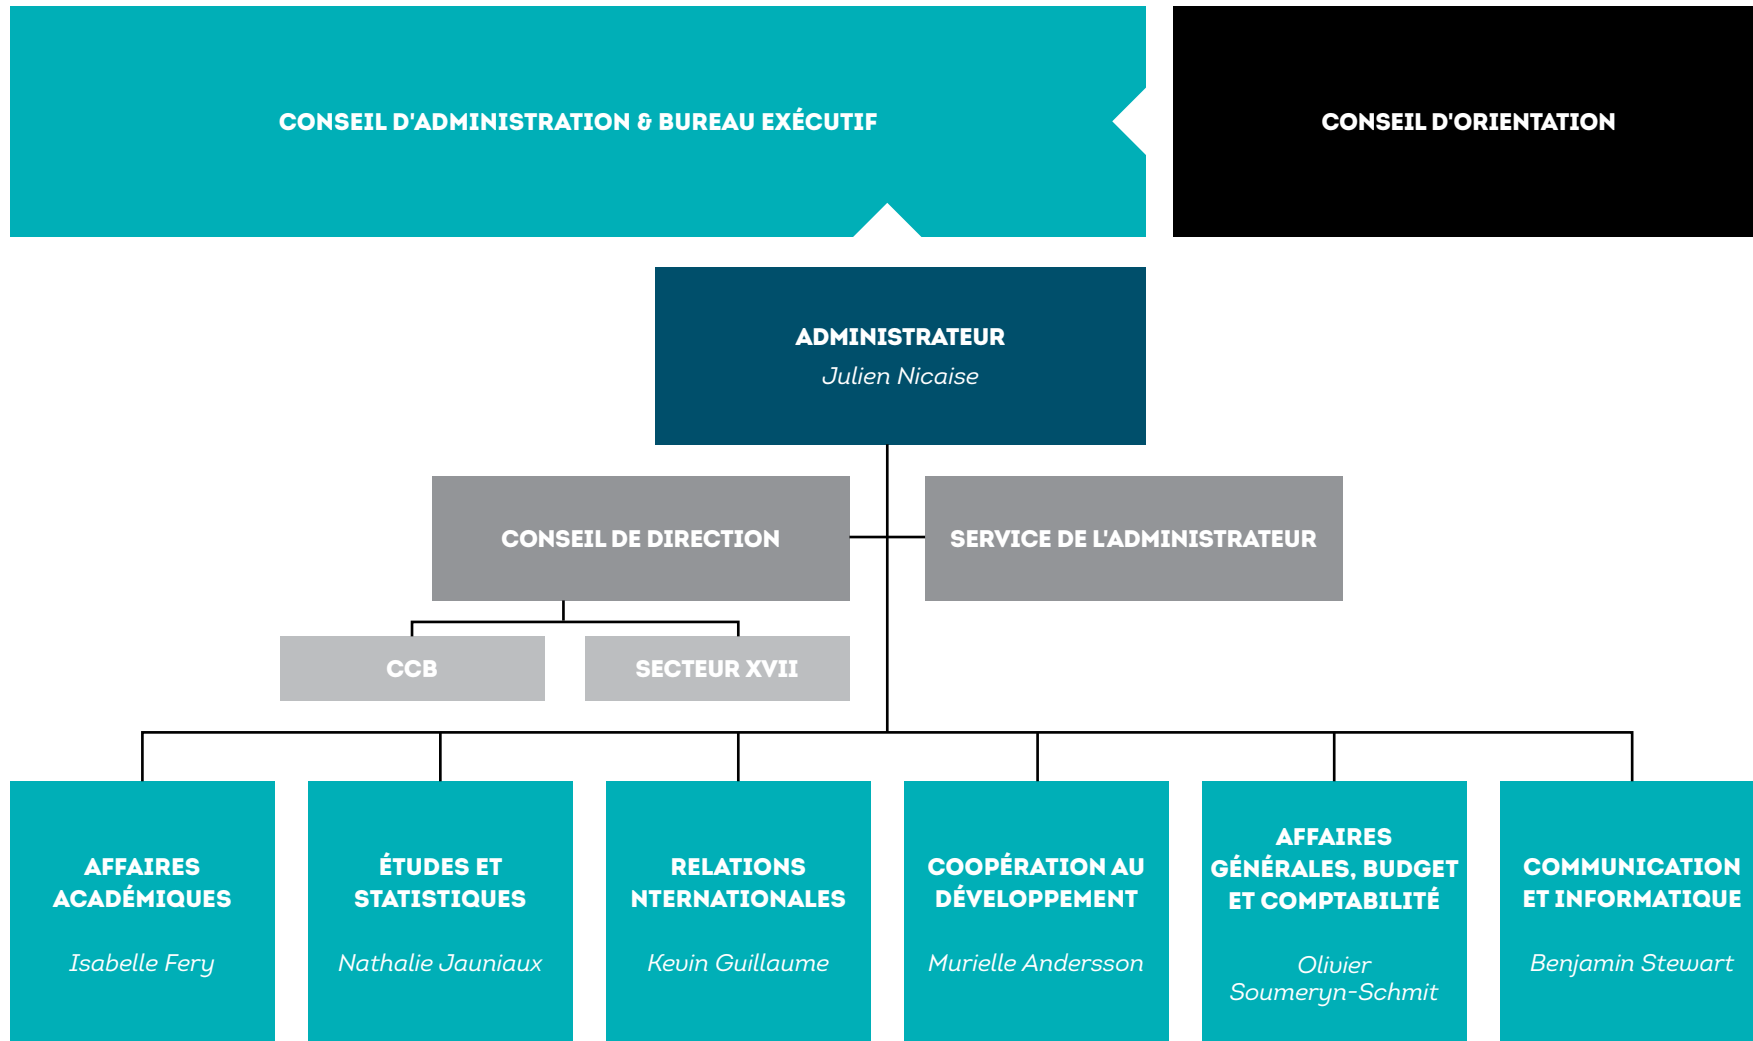 CONSEIL D'ADMINISTRATION & BUREAU EXÉCUTIF
CONSEIL D'ORIENTATION
ADMINISTRATEUR
Julien Nicaise
CONSEIL DE DIRECTION
SERVICE DE L'ADMINISTRATEUR
CCB
SECTEUR XVII
AFFAIRES
ACADÉMIQUES
Isabelle Fery
ÉTUDES ET
STATISTIQUES
Nathalie Jauniaux
RELATIONS
NTERNATIONALES
Kevin Guillaume
COOPÉRATION AU
DÉVELOPPEMENT
Murielle Andersson
AFFAIRES
GÉNÉRALES, BUDGET
ET COMPTABILITÉ
Olivier
Soumeryn-Schmit
COMMUNICATION
ET INFORMATIQUE
Benjamin Stewart